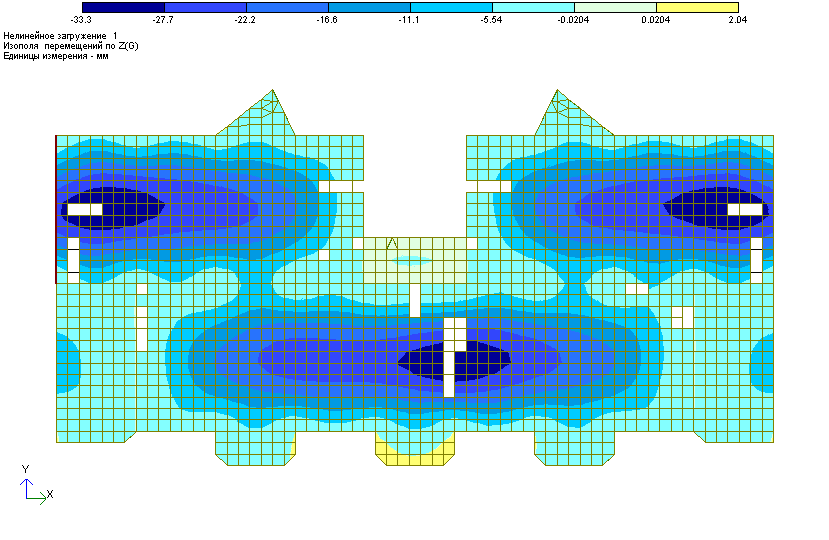 -33.3 -27.7 -22.2 -16.6 -11.1 -5.54 -0.0204 0.0204 2.04
Нелинейное загружение 1
Изополя перемещений по Z(G)
Единицы измерения - мм
Y
X